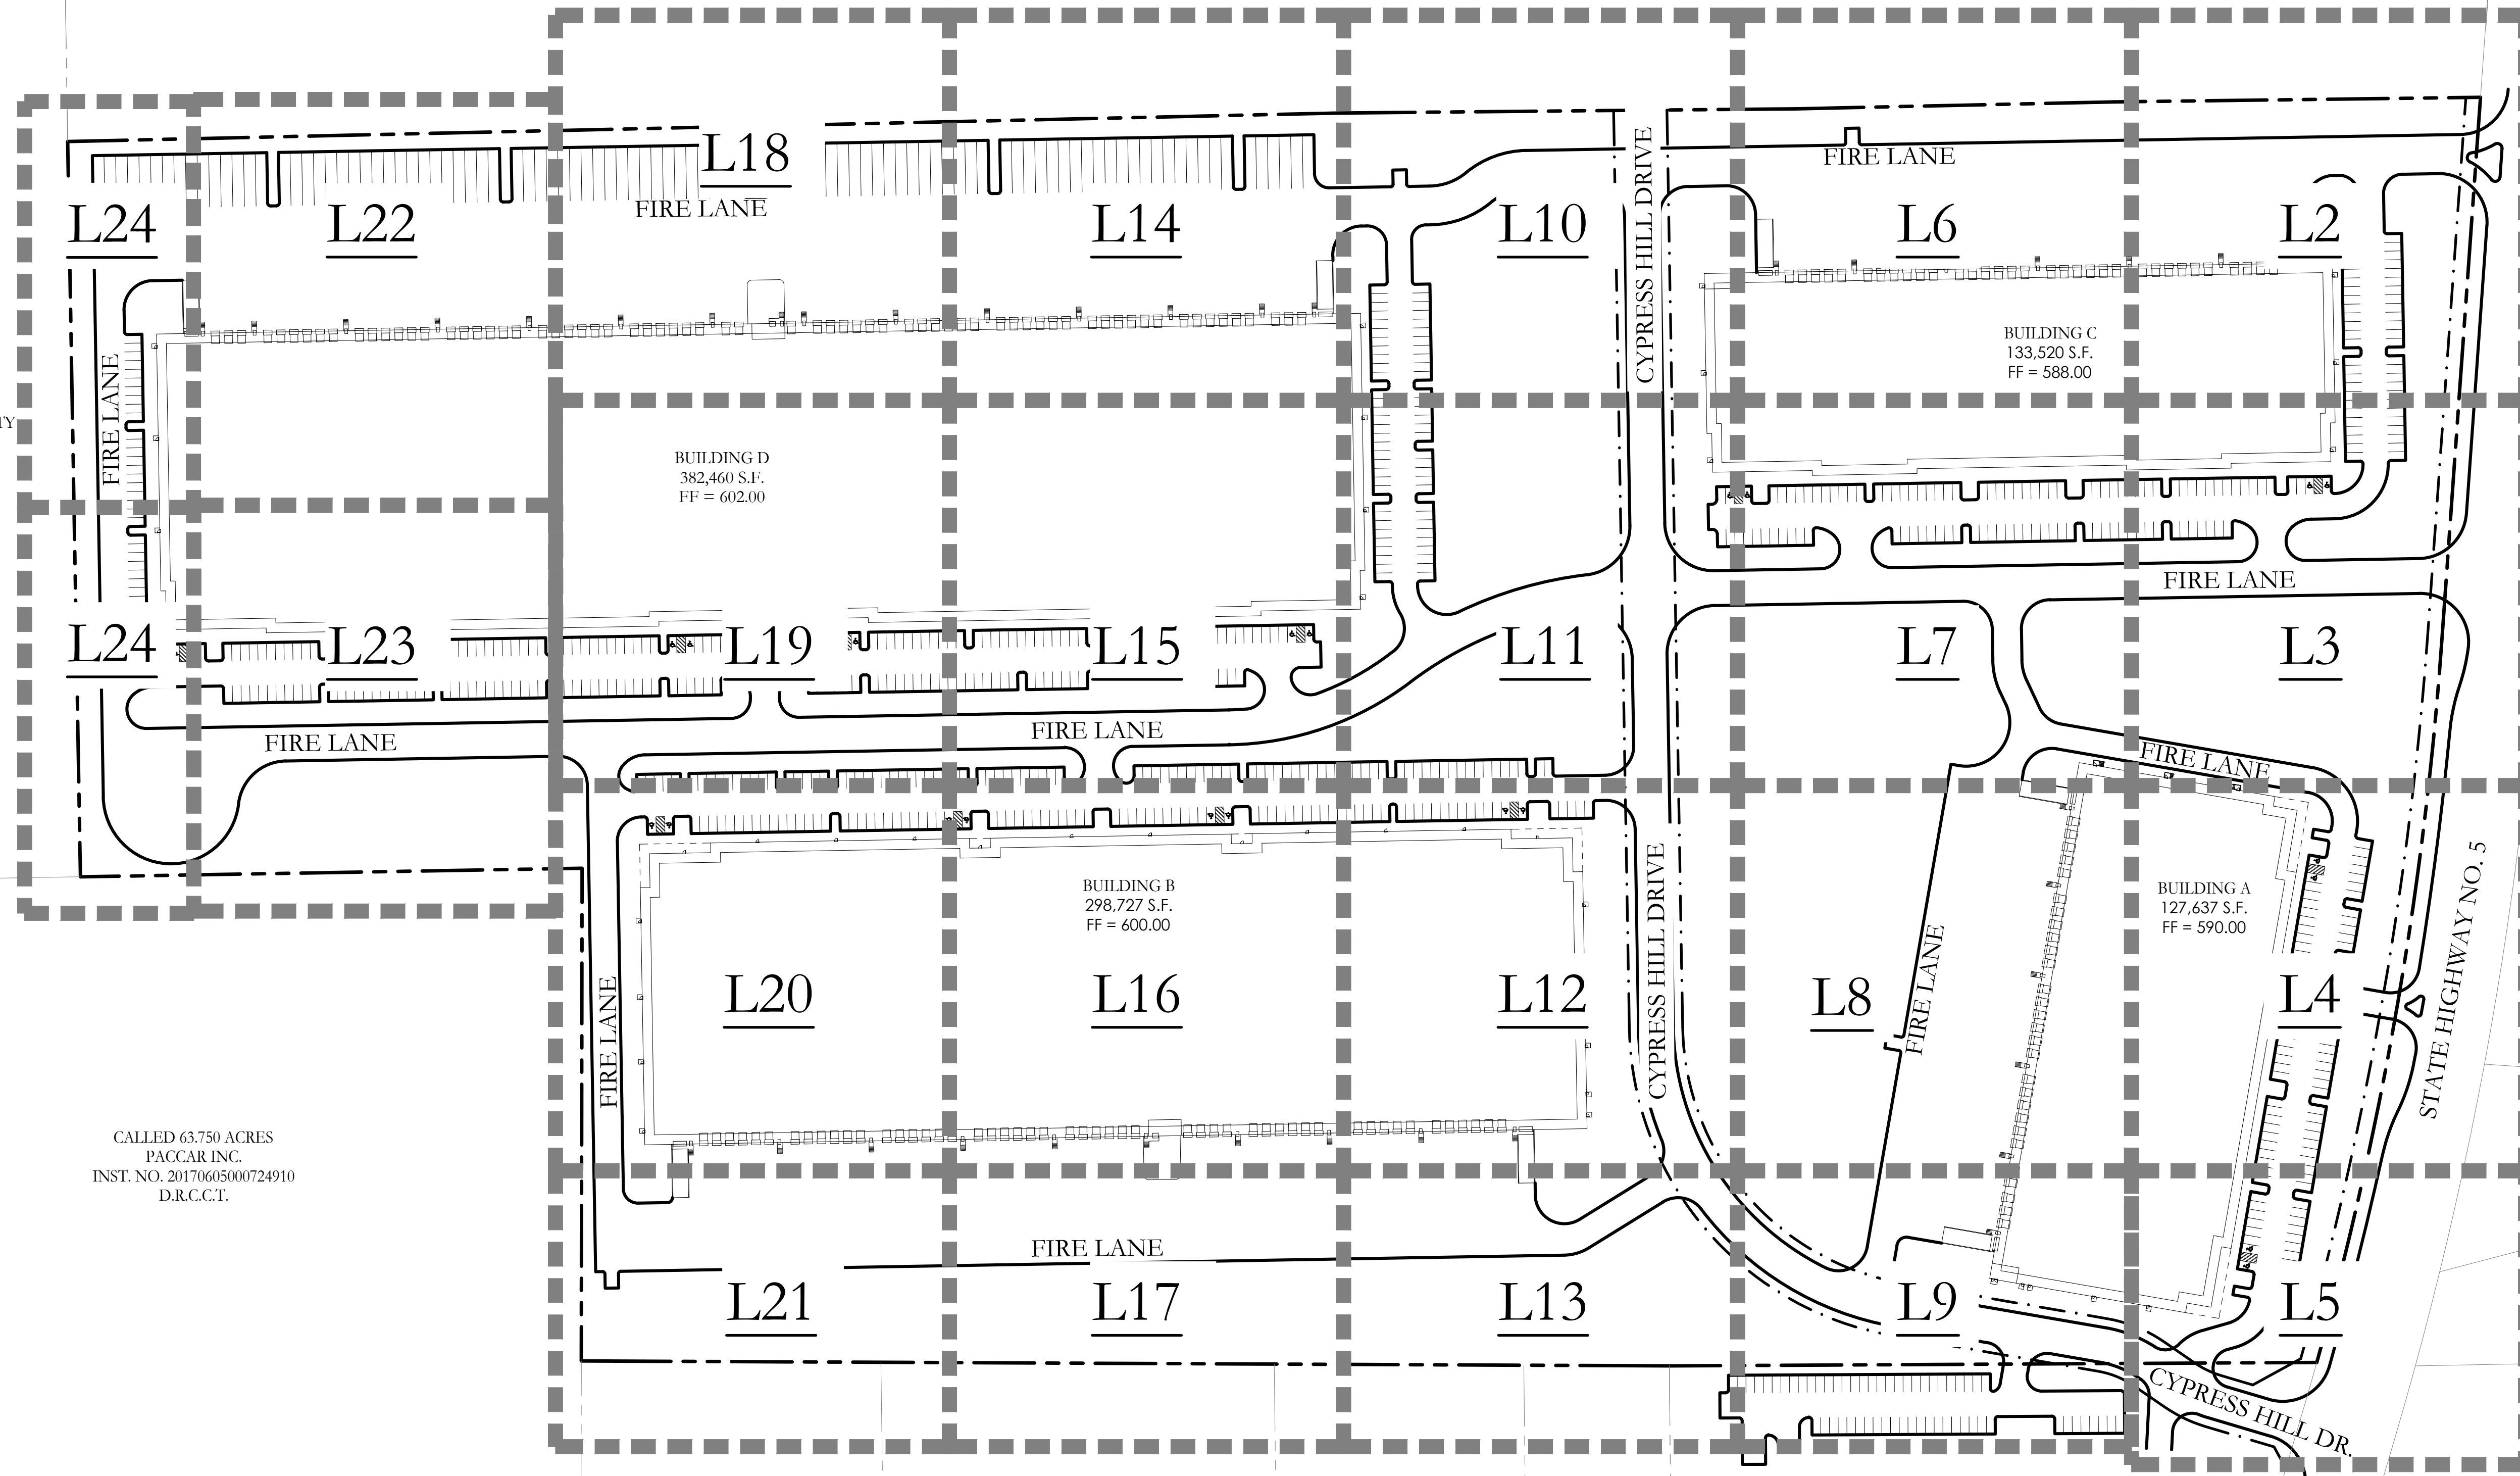 L18
FIRE LANE
FIRE LANE
L24
L22
L14
L10
CYPRESS HILL DRIVE
L6
L2
FIRE LANE
TY
BUILDING C
133,520 S.F.
FF = 588.00
BUILDING D
382,460 S.F.
FF = 602.00
FIRE LANE
L24
L23
L19
L15
L11
L7
L3
FIRE LANE
FIRE LANE
FIRE LANE
BUILDING B
298,727 S.F.
FF = 600.00
BUILDING A
127,637 S.F.
FF = 590.00
FIRE LANE
L20
L16
L12
CYPRESS HILL DRIVE
L8
FIRE LANE
L4
STATE HIGHWAY NO. 5
CALLED 63.750 ACRES
PACCAR INC.
INST. NO. 20170605000724910
D.R.C.C.T.
FIRE LANE
L21
L17
L13
L9
L5
CYPRESS HILL DR.